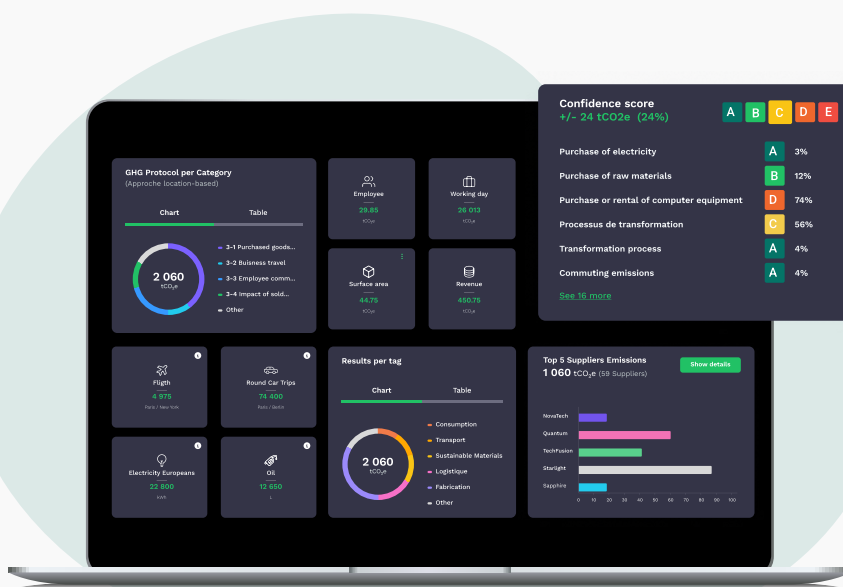 Confidence score
+/- 24 tCO2e (24%)
A B C D E
Purchase of electricity A 3%
Purchase of raw materials B 12%
Purchase or rental of computer equipment D 74%
Processus de transformation C 56%
Transformation process A 4%
Commuting emissions A 4%
See 16 more
GHG Protocol per Category
(Approche location-based)
Chart Table
2 060
tCO₂e
3-1 Purchased goods...
3-2 Buisness travel
3-3 Employee comm...
3-4 Impact of sold...
Other
Employee
29.85
tCO₂e
Working day
26 013
tCO₂e
Surface area
44.75
tCO₂e
Revenue
450.75
tCO₂e
Fligth
4 975
Paris / New York
Round Car Trips
74 400
Paris / Berlin
Electricity Europeans
22 800
kWh
Oil
12 650
L
Results per tag
Chart Table
2 060
tCO₂e
Consumption
Transport
Sustainable Materials
Logistique
Fabrication
Other
Top 5 Suppliers Emissions
1 060 tCO₂e (59 Suppliers)
Show details
NovaTech
Quantum
TechFusion
Starlight
Sapphire
0 10 20 30 40 50 60 70 80 90 100